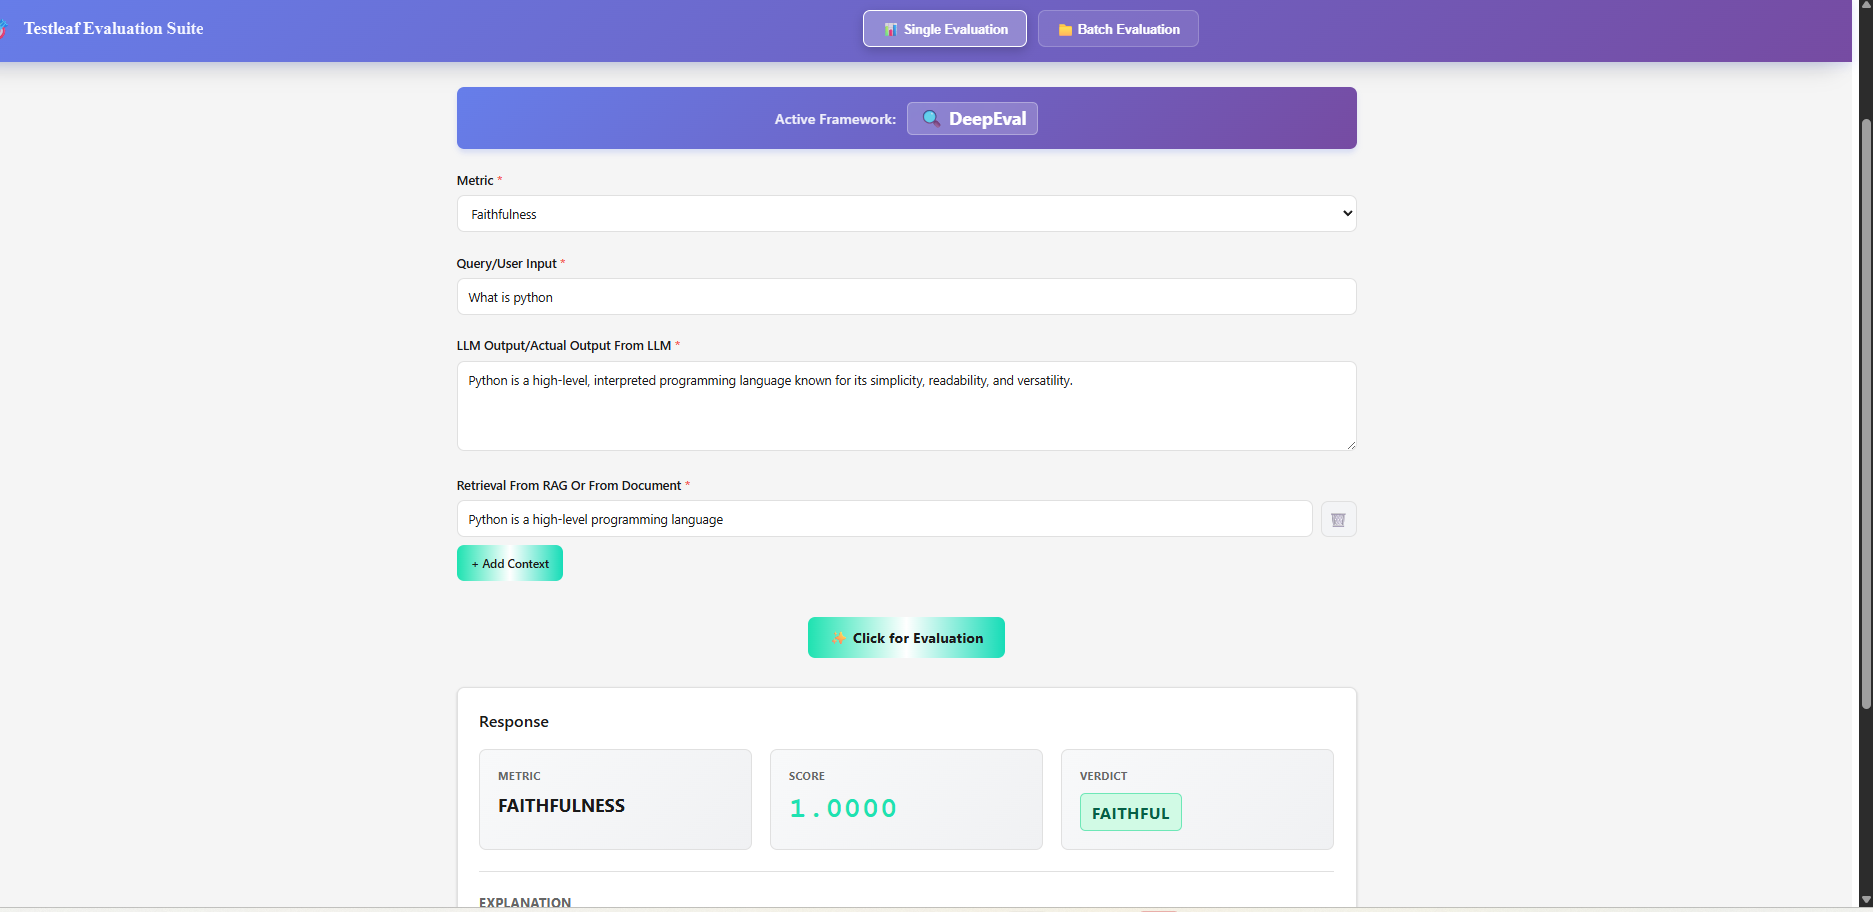 Testleaf Evaluation Suite
Single Evaluation
Batch Evaluation
Active Framework: DeepEval
Metric *
Faithfulness
Query/User Input *
What is python
LLM Output/Actual Output From LLM *
Python is a high-level, interpreted programming language known for its simplicity, readability, and versatility.
Retrieval From RAG Or From Document *
Python is a high-level programming language
+ Add Context
Click for Evaluation
Response
METRIC
FAITHFULNESS
SCORE
1.0000
VERDICT
FAITHFUL
EXPLANATION